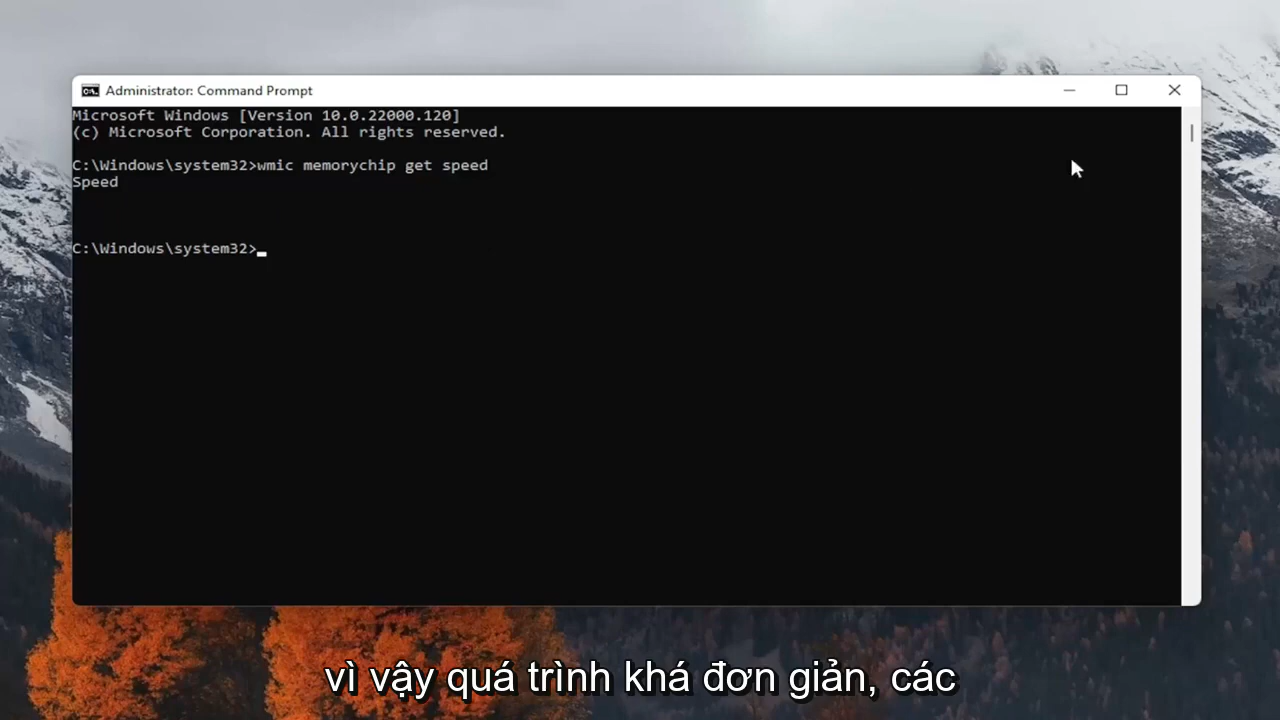 Administrator: Command Prompt
Microsoft Windows [Version 10.0.22000.120]
(c) Microsoft Corporation. All rights reserved.
C:\Windows\system32>wmic memorychip get speed
Speed
C:\Windows\system32>
vì vậy quá trình khá đơn giản, các